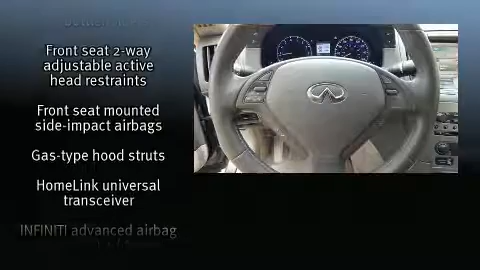 Front seat 2-way
adjustable active
head restraints
Front seat mounted
side-impact airbags
Gas-type hood struts
HomeLink universal
transceiver
INFINITI advanced airbag